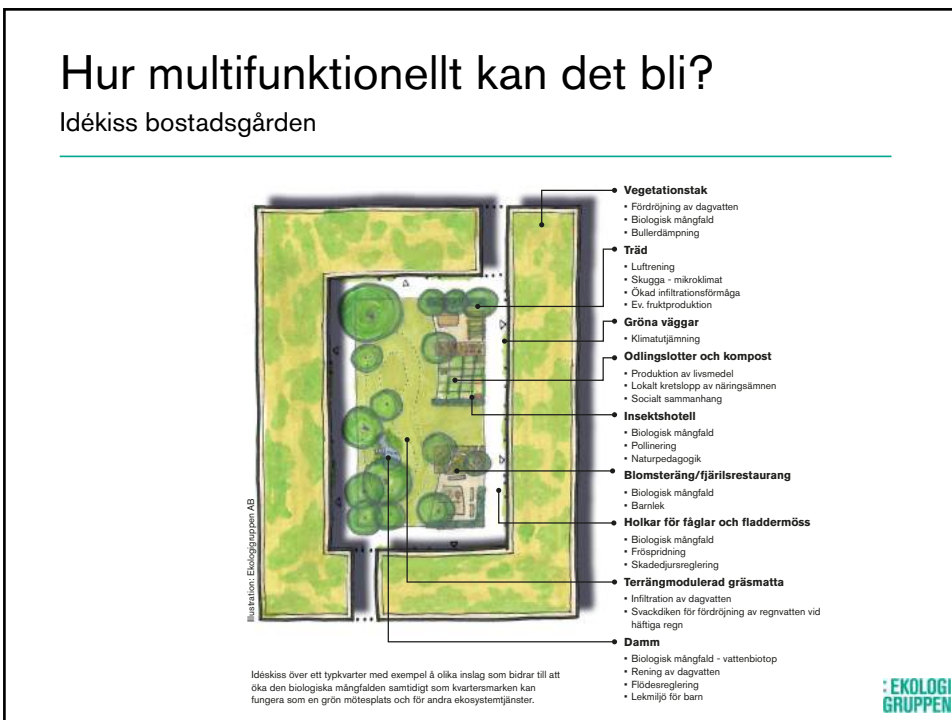 Hur multifunktionellt kan det bli?
Idékiss bostadsgården
Vegetationstak
• Fördröjning av dagvatten
• Biologisk mångfald
• Bullerdämpning
Träd
• Luftrening
• Skugga - mikroklimat
• Ökad infiltrationsförmåga
• Ev. fruktproduktion
Gröna väggar
• Klimatutjämning
Odlingslotter och kompost
• Produktion av livsmedel
• Lokalt kretslopp av näringsämnen
• Socialt sammanhang
Insektshotell
• Biologisk mångfald
• Pollinering
• Naturpedagogik
Blomsteräng/fjärilsrestaurang
• Biologisk mångfald
• Barnlek
Holkar för fåglar och fladdermöss
• Biologisk mångfald
• Fröspridning
• Skadedjursreglering
Terrängmodulerad gräsmatta
• Infiltration av dagvatten
• Svackdiken för fördröjning av regnvatten vid
häftiga regn
Damm
• Biologisk mångfald - vattenbiotop
• Rening av dagvatten
• Flödesreglering
• Lekmiljö för barn
Illustration: Ekologigruppen AB
Idéskiss över ett typkvarter med exempel å olika inslag som bidrar till att
öka den biologiska mångfalden samtidigt som kvartersmarken kan
fungera som en grön mötesplats och för andra ekosystemtjänster.
:EKOLOGI
GRUPPEN